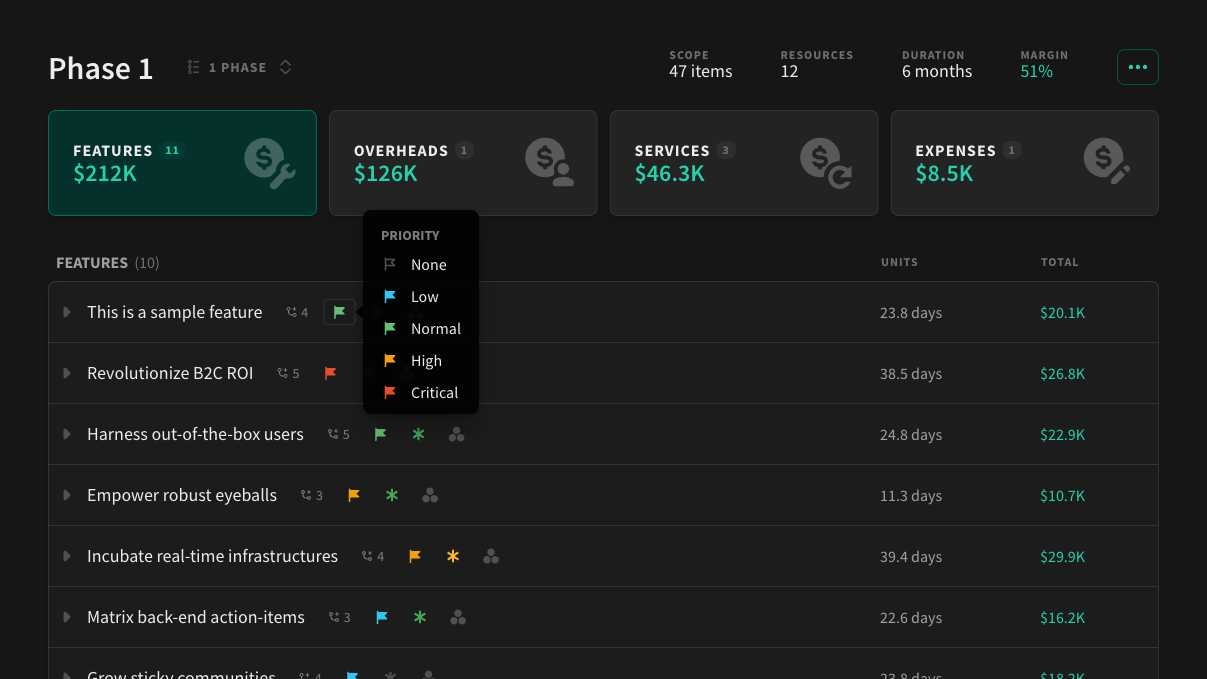 Phase 1
1 PHASE
SCOPE
47 items
RESOURCES
12
DURATION
6 months
MARGIN
51%
FEATURES 11
$212K
OVERHEADS 1
$126K
SERVICES 3
$46.3K
EXPENSES 1
$8.5K
PRIORITY
None
Low
Normal
High
Critical
FEATURES (10) UNITS TOTAL
This is a sample feature 4 23.8 days $20.1K
Revolutionize B2C ROI 5 38.5 days $26.8K
Harness out-of-the-box users 5 24.8 days $22.9K
Empower robust eyeballs 3 11.3 days $10.7K
Incubate real-time infrastructures 4 39.4 days $29.9K
Matrix back-end action-items 3 22.6 days $16.2K
Grow sticky communities 4 23.8 days $18.2K